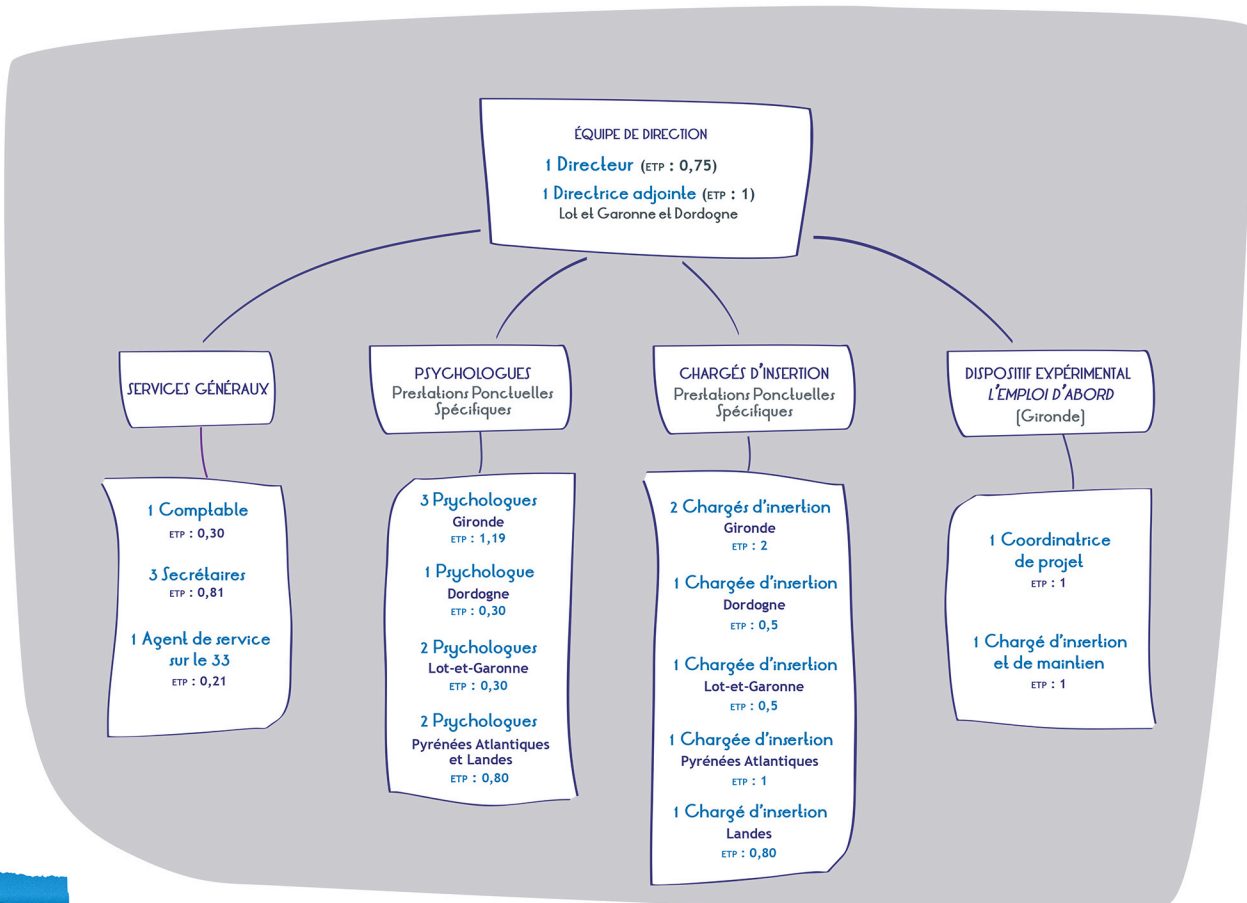 ÉQUIPE DE DIRECTION
1 Directeur (ETP : 0,75)
1 Directrice adjointe (ETP : 1)
Lot et Garonne et Dordogne
SERVICES GÉNÉRAUX
1 Comptable
ETP : 0,30
3 Secrétaires
ETP : 0,81
1 Agent de service
sur le 33
ETP : 0,21
PSYCHOLOGUES
Prestations Ponctuelles
Spécifiques
3 Psychologues
Gironde
ETP : 1,19
1 Psychologue
Dordogne
ETP : 0,30
2 Psychologues
Lot-et-Garonne
ETP : 0,30
2 Psychologues
Pyrénées Atlantiques
et Landes
ETP : 0,80
CHARGÉS D'INSERTION
Prestations Ponctuelles
Spécifiques
2 Chargés d'insertion
Gironde
ETP : 2
1 Chargée d'insertion
Dordogne
ETP : 0,5
1 Chargée d'insertion
Lot-et-Garonne
ETP : 0,5
1 Chargée d'insertion
Pyrénées Atlantiques
ETP : 1
1 Chargé d'insertion
Landes
ETP : 0,80
DISPOSITIF EXPÉRIMENTAL
L'EMPLOI D'ABORD
(Gironde)
1 Coordinatrice
de projet
ETP : 1
1 Chargé d'insertion
et de maintien
ETP : 1